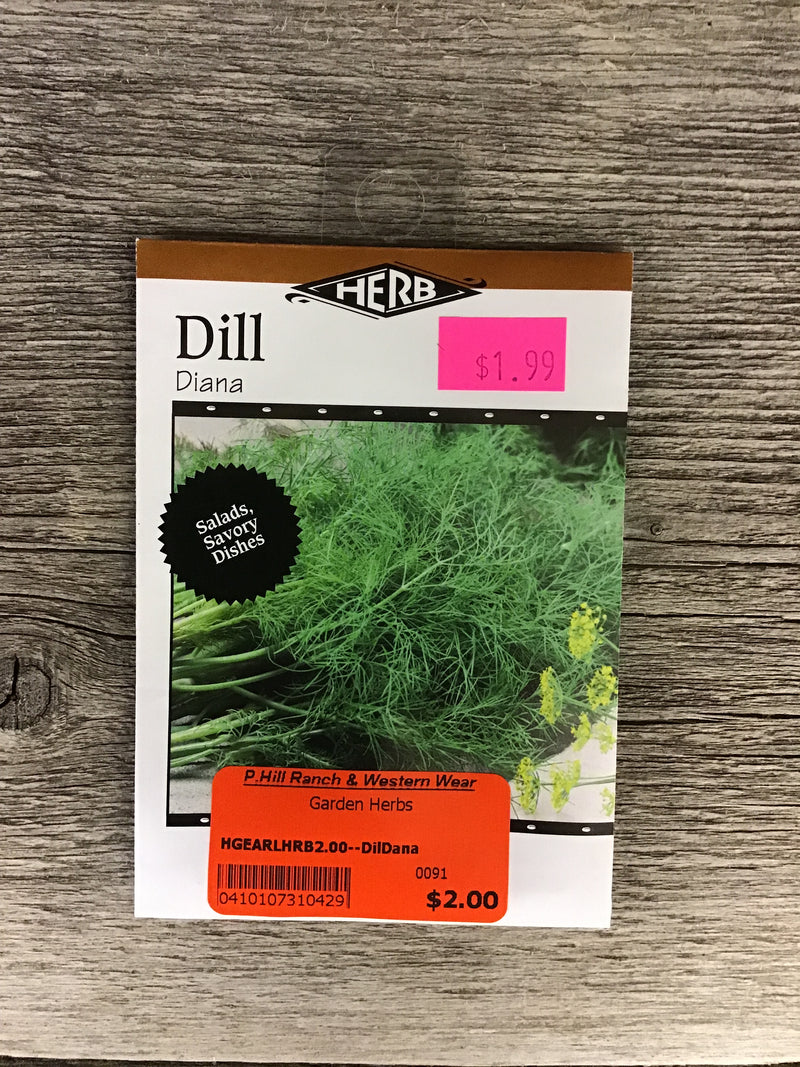 HERB
Dill
Diana
$1.99
Salads,
Savory
Dishes
P.Hill Ranch & Western Wear
Garden Herbs
HGEARLHRB2.00--DilDana
0091
0410107310429
$2.00